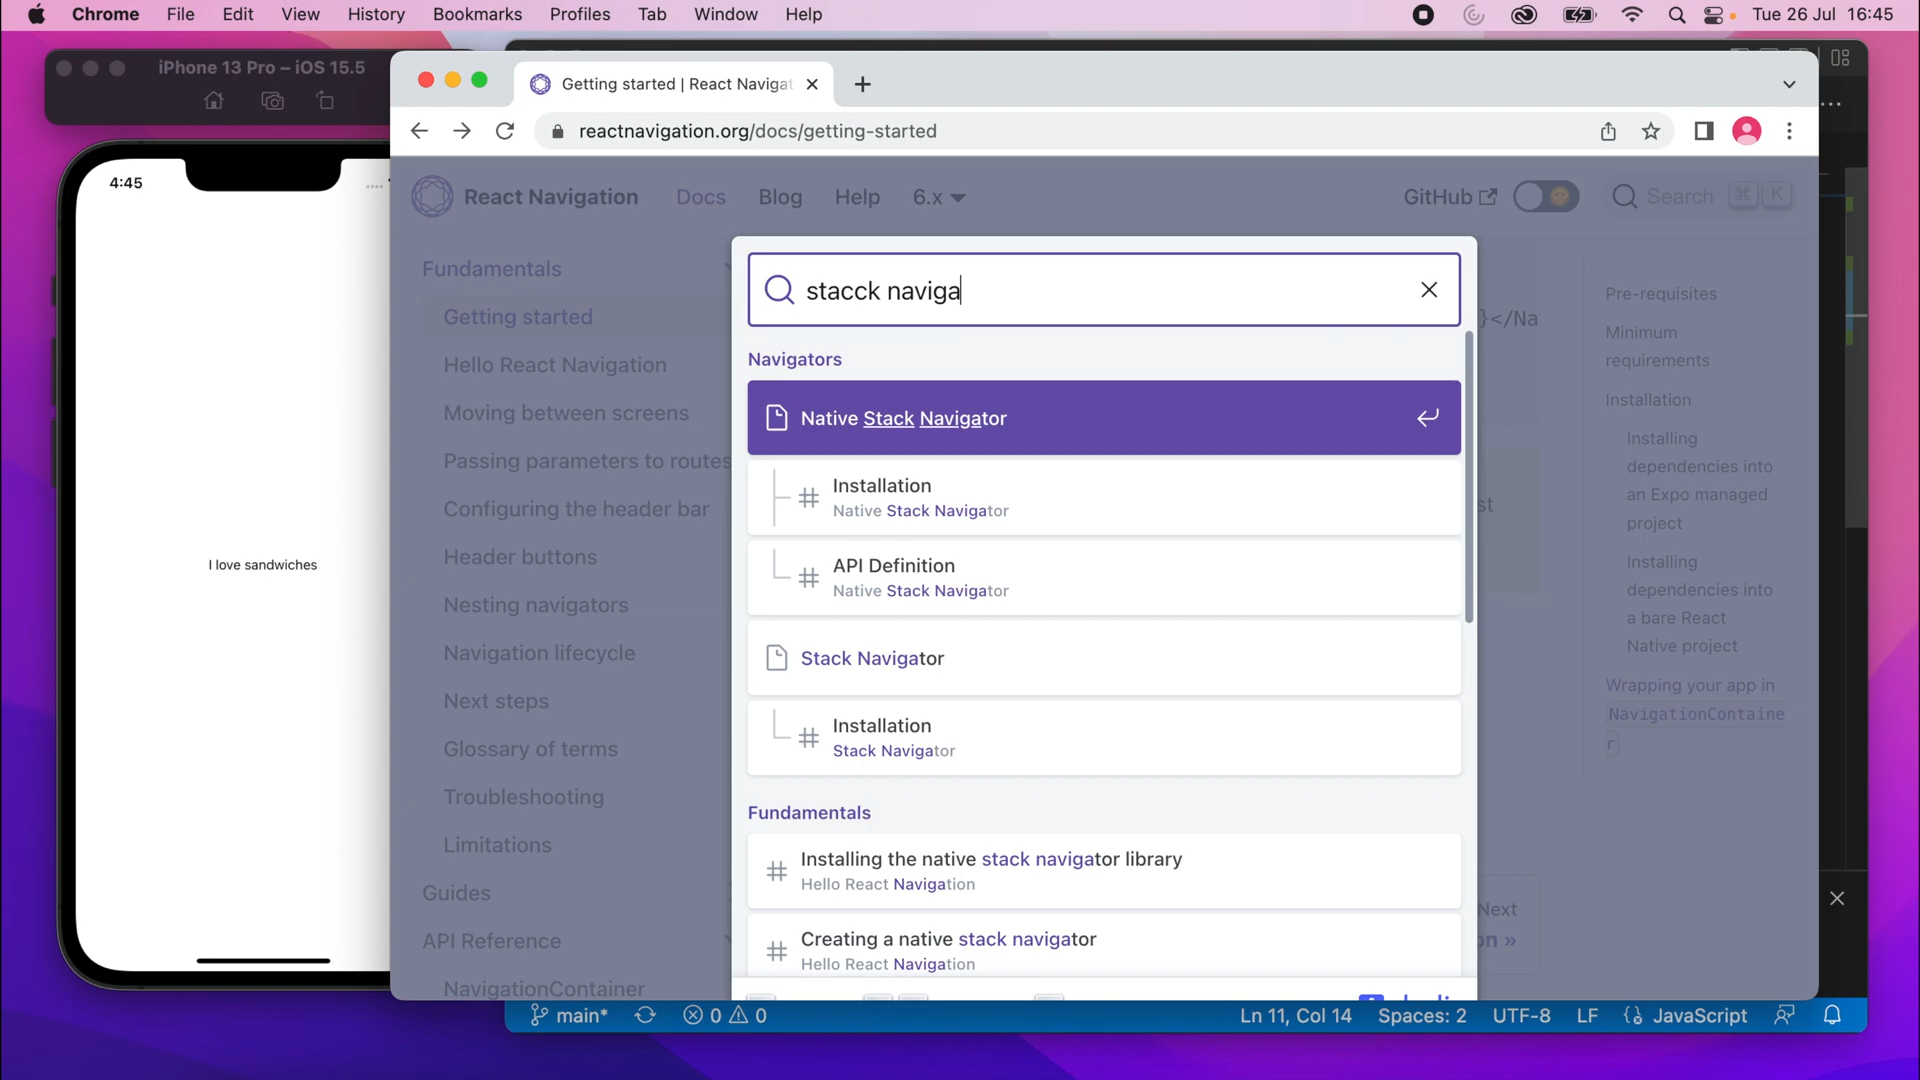 Chrome File Edit View History Bookmarks Profiles Tab Window Help Tue 26 Jul 16:45
iPhone 13 Pro – iOS 15.5
4:45
I love sandwiches
Getting started | React Navigat
reactnavigation.org/docs/getting-started
React Navigation Docs Blog Help 6.x GitHub Search ⌘ K
Fundamentals
Getting started
Hello React Navigation
Moving between screens
Passing parameters to routes
Configuring the header bar
Header buttons
Nesting navigators
Navigation lifecycle
Next steps
Glossary of terms
Troubleshooting
Limitations
Guides
API Reference
NavigationContainer
stacck naviga
Navigators
Native Stack Navigator
# Installation
Native Stack Navigator
# API Definition
Native Stack Navigator
Stack Navigator
# Installation
Stack Navigator
Fundamentals
# Installing the native stack navigator library
Hello React Navigation
# Creating a native stack navigator
Hello React Navigation
}</Na
st
Next
on »
Pre-requisites
Minimum
requirements
Installation
Installing
dependencies into
an Expo managed
project
Installing
dependencies into
a bare React
Native project
Wrapping your app in
NavigationContaine
r
main* 0 0 Ln 11, Col 14 Spaces: 2 UTF-8 LF JavaScript